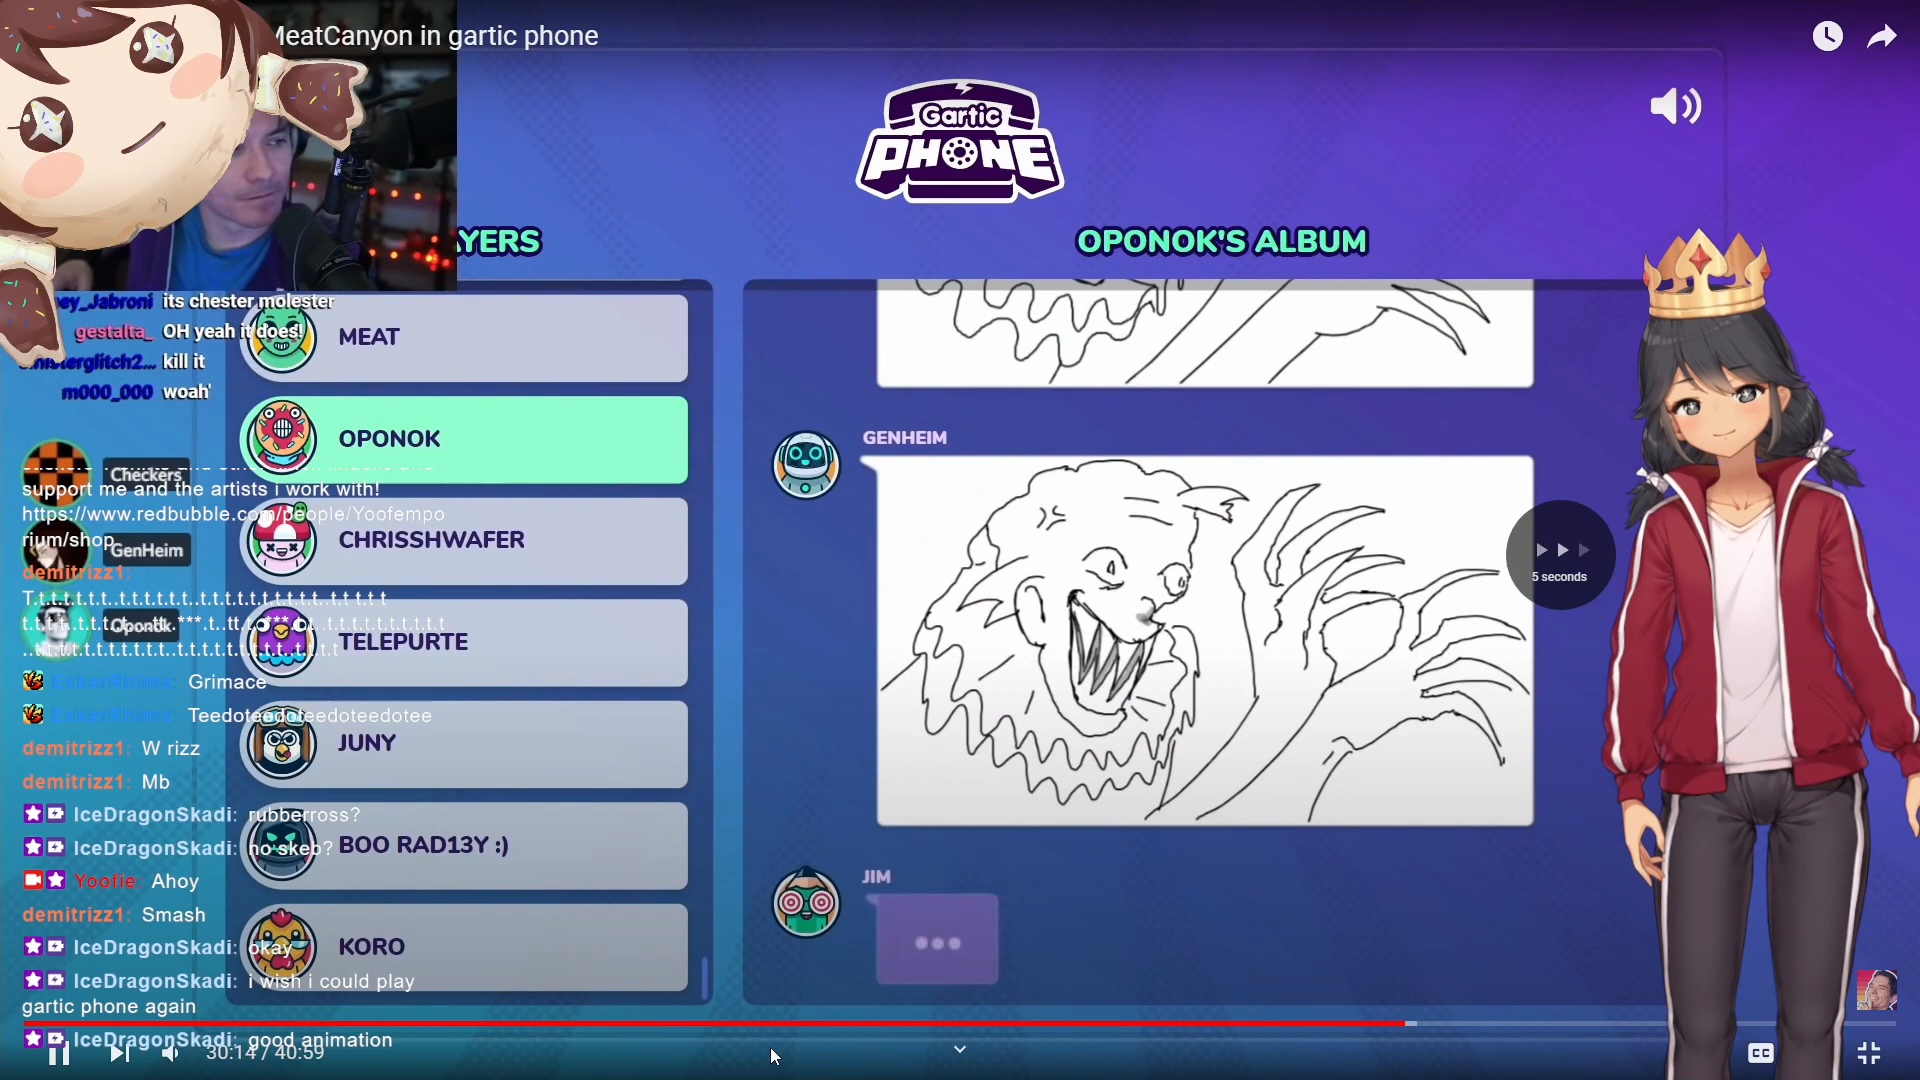 MeatCanyon in gartic phone
Gartic
PHONE
YERS
OPONOK'S ALBUM
ey_Jabroni its chester molester
gestalta_ OH yeah it does!
kill it
m000_000 woah'
MEAT
OPONOK
CHRISSHWAFER
TELEPURTE
JUNY
BOO RAD13Y :)
KORO
Checkers
support me and the artists i work with!
https://www.redbubble.com/people/Yoofempo
rium/shop
GenHeim
demitrizz1:
Oponok
Grimace
Teedoteedoteedoteedotee
demitrizz1: W rizz
demitrizz1: Mb
IceDragonSkadi: rubberross?
IceDragonSkadi: no skeb?
Yoofie: Ahoy
demitrizz1: Smash
IceDragonSkadi: okay
IceDragonSkadi: i wish i could play
gartic phone again
IceDragonSkadi: good animation
GENHEIM
5 seconds
JIM
30:14 / 40:59
CC